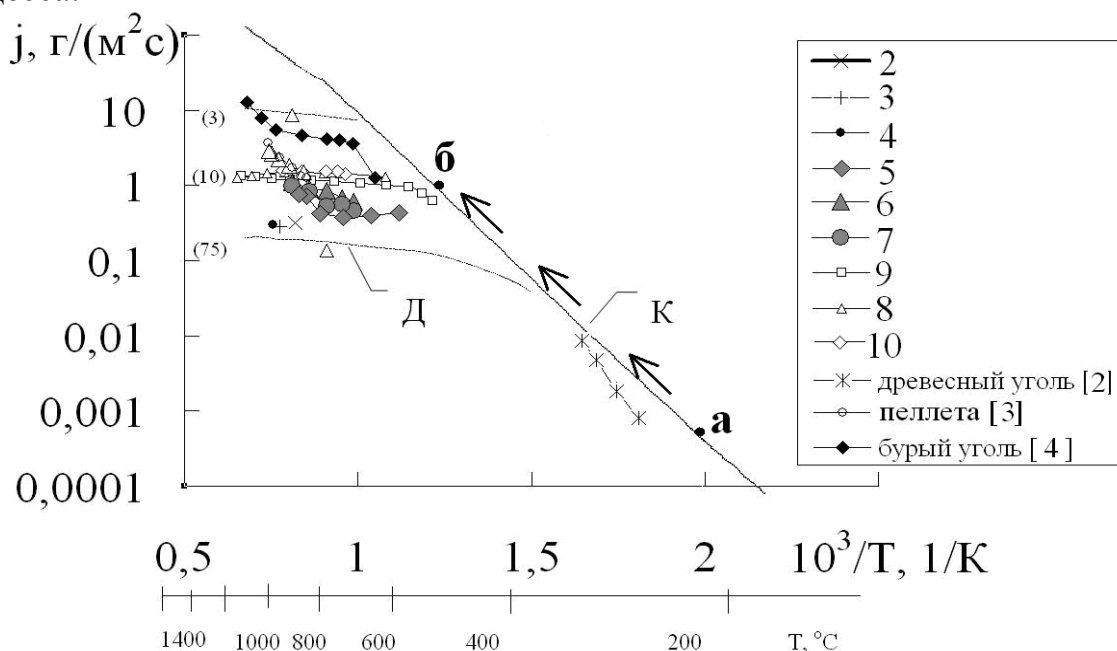 j, г/(м²с)
10
1
0,1
0,01
0,001
0,0001
(3)
(10)
(75)
б
К
Д
а
0,5 1 1,5 2 10³/T, 1/К
1400 1000 800 600 400 200 T, °C
2
3
4
5
6
7
9
8
10
древесный уголь [2]
пеллета [3]
бурый уголь [ 4 ]